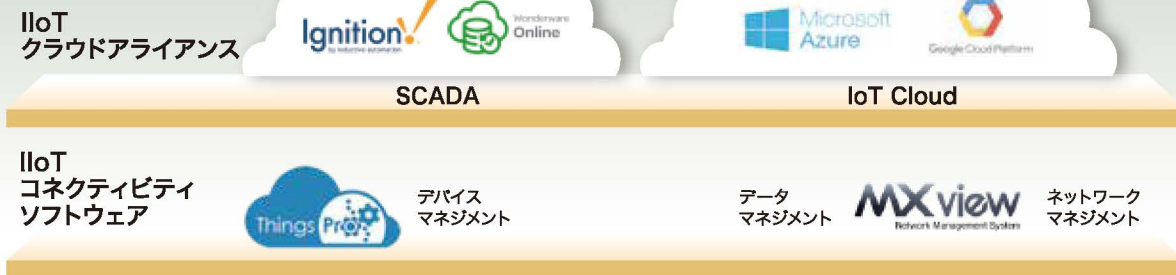 IIoT
クラウドアライアンス
Ignition!
by inductive automation
Wonderware
Online
Microsoft
Azure
Google Cloud Platform
SCADA
IoT Cloud
IIoT
コネクティビティ
ソフトウェア
ThingsPro
デバイス
マネジメント
データ
マネジメント
MXview
Network Management System
ネットワーク
マネジメント